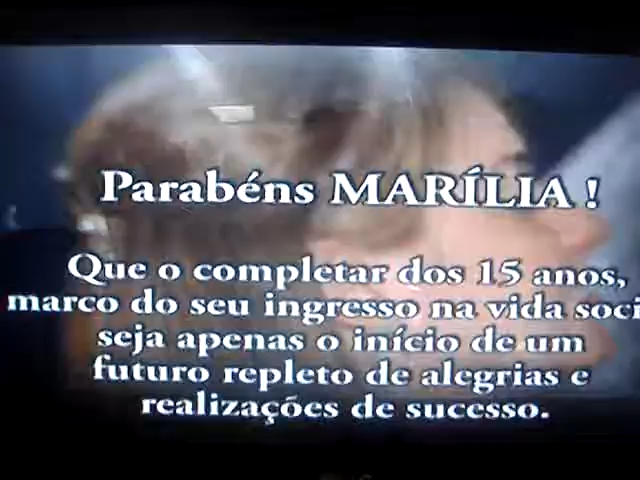 Parabéns MARÍLIA !
Que o completar dos 15 anos,
marco do seu ingresso na vida soci
seja apenas o início de um
futuro repleto de alegrias e
realizações de sucesso.